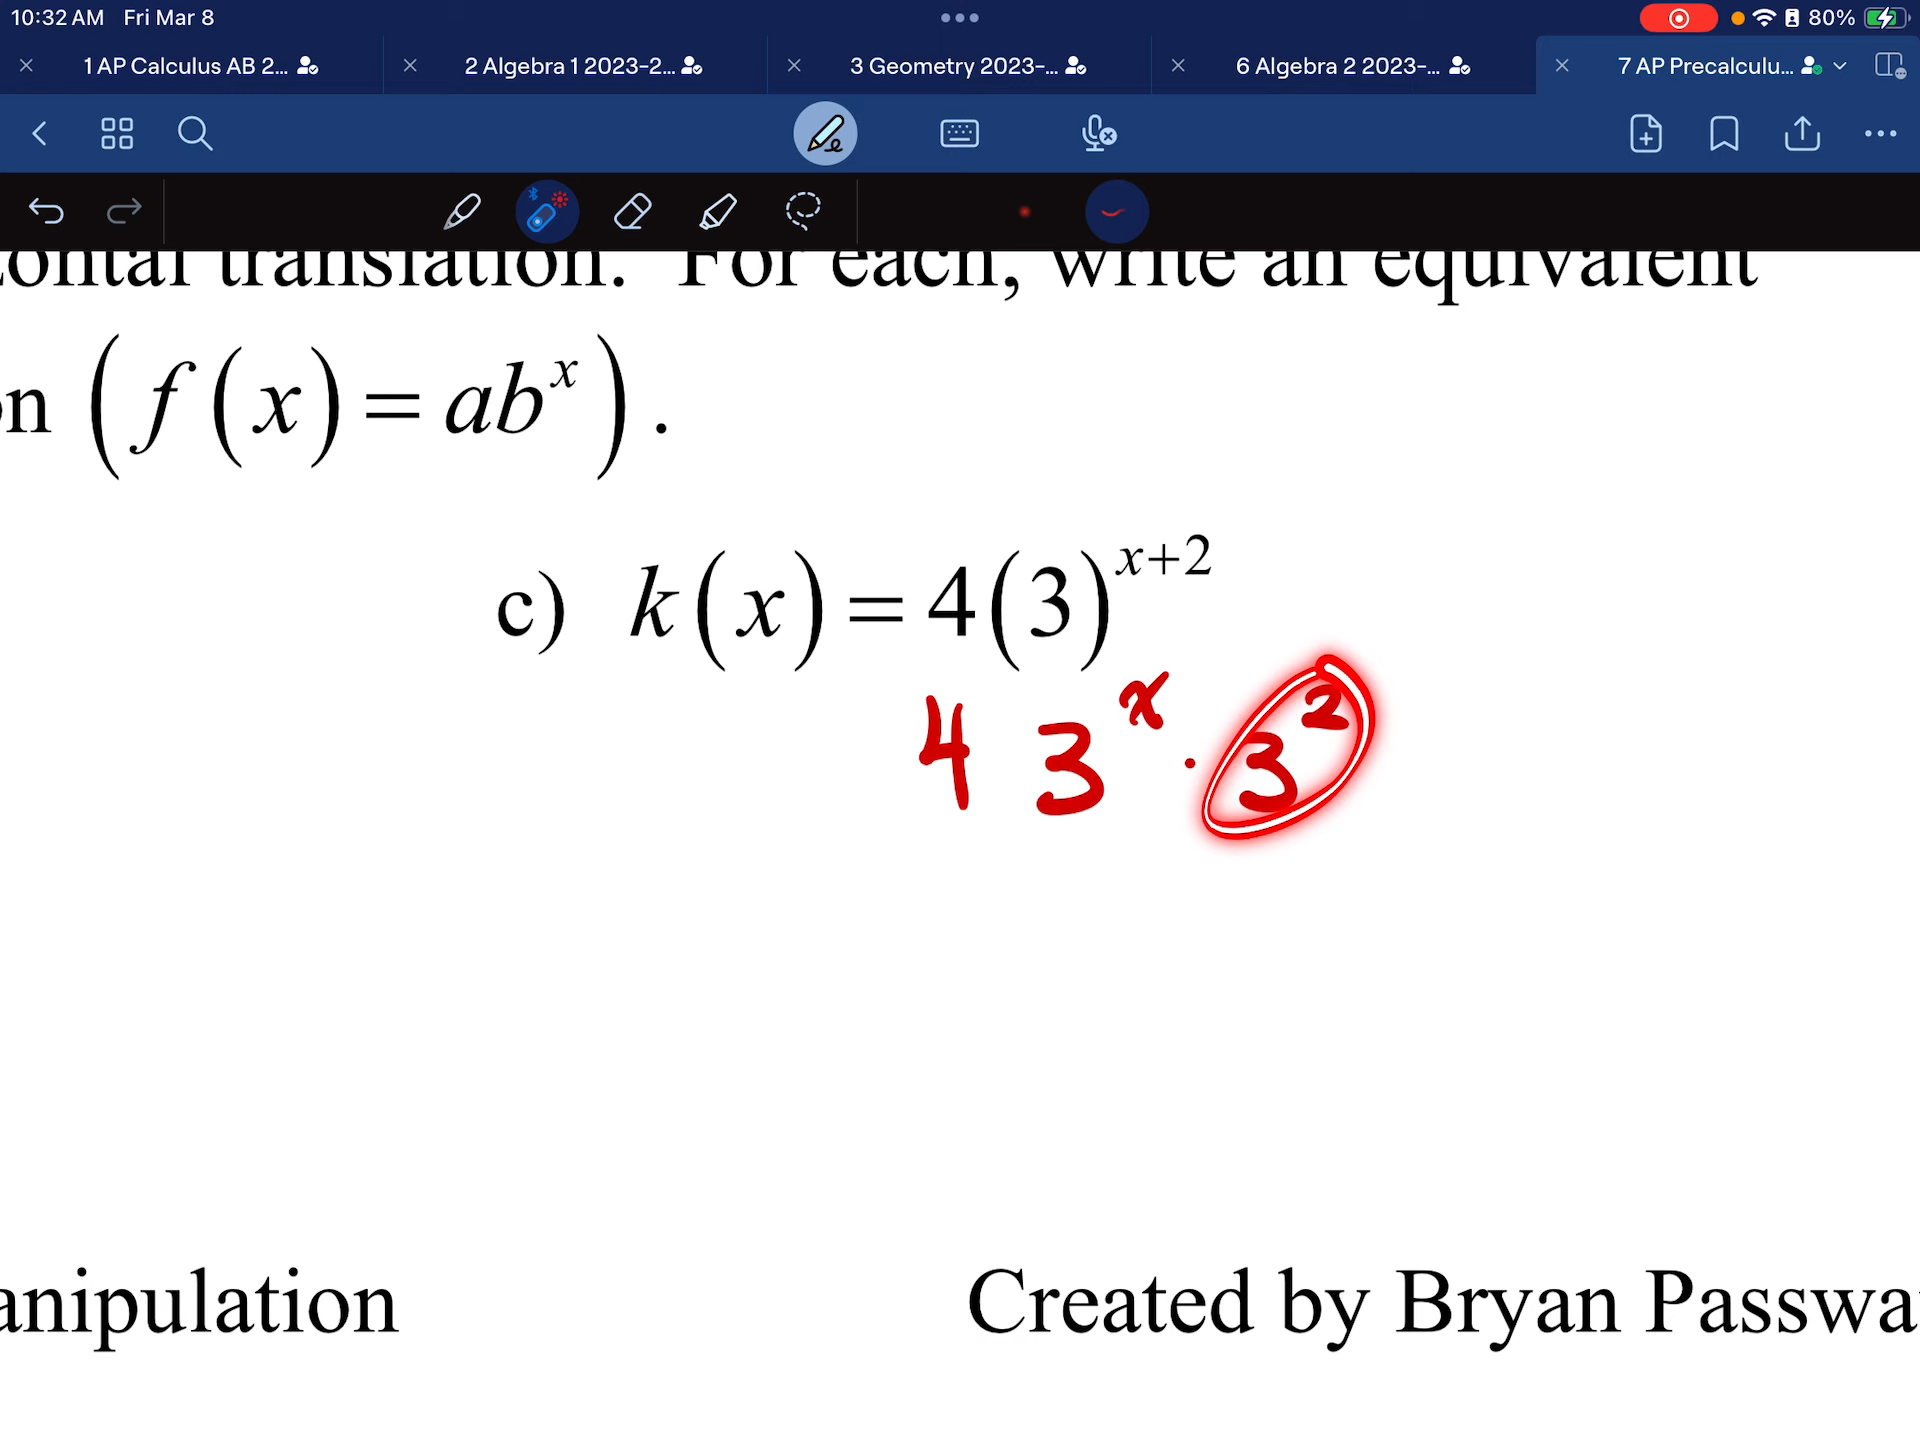 10:32 AM Fri Mar 8
80%
1 AP Calculus AB 2... 2 Algebra 1 2023-2... 3 Geometry 2023-... 6 Algebra 2 2023-... 7 AP Precalculu...
ontal translation. For each, write an equivalent
on (f(x) = ab^x).
c) k(x) = 4(3)^{x+2}
4 3^x · 3^2
anipulation
Created by Bryan Passwa